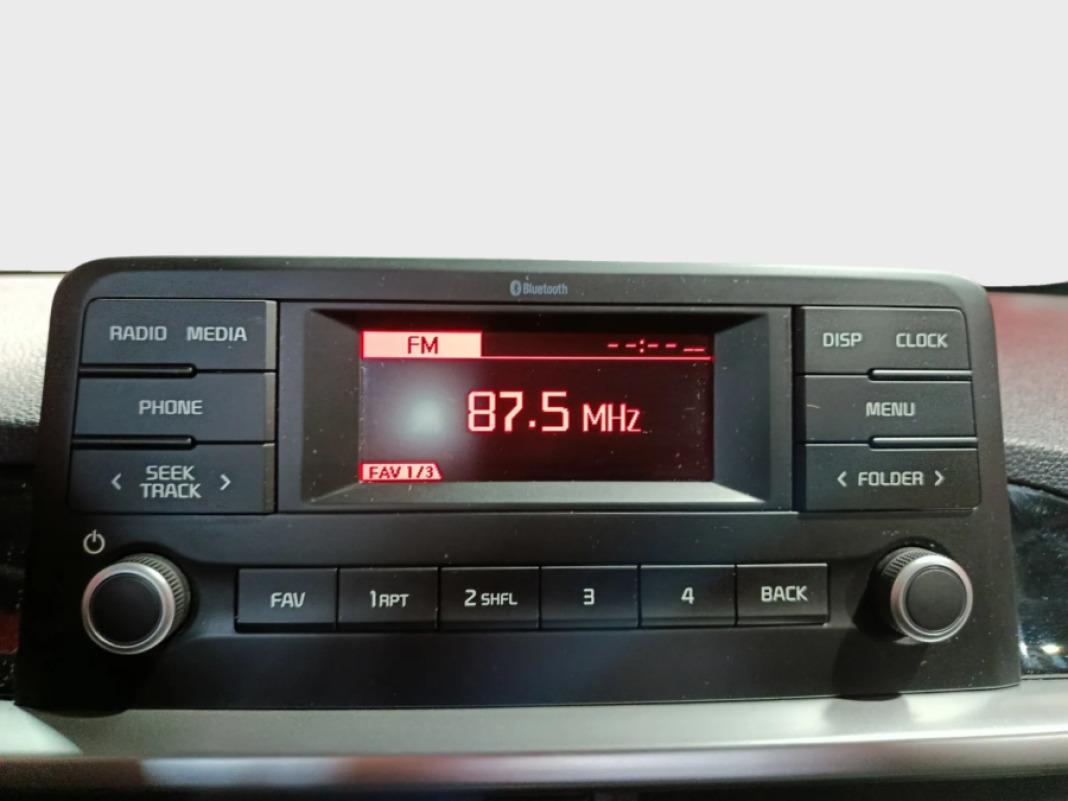 Bluetooth
RADIO MEDIA
PHONE
< SEEK TRACK >
FM --:-- --
87.5 MHz
FAV 1/3
DISP CLOCK
MENU
< FOLDER >
FAV 1 RPT 2 SHFL 3 4 BACK